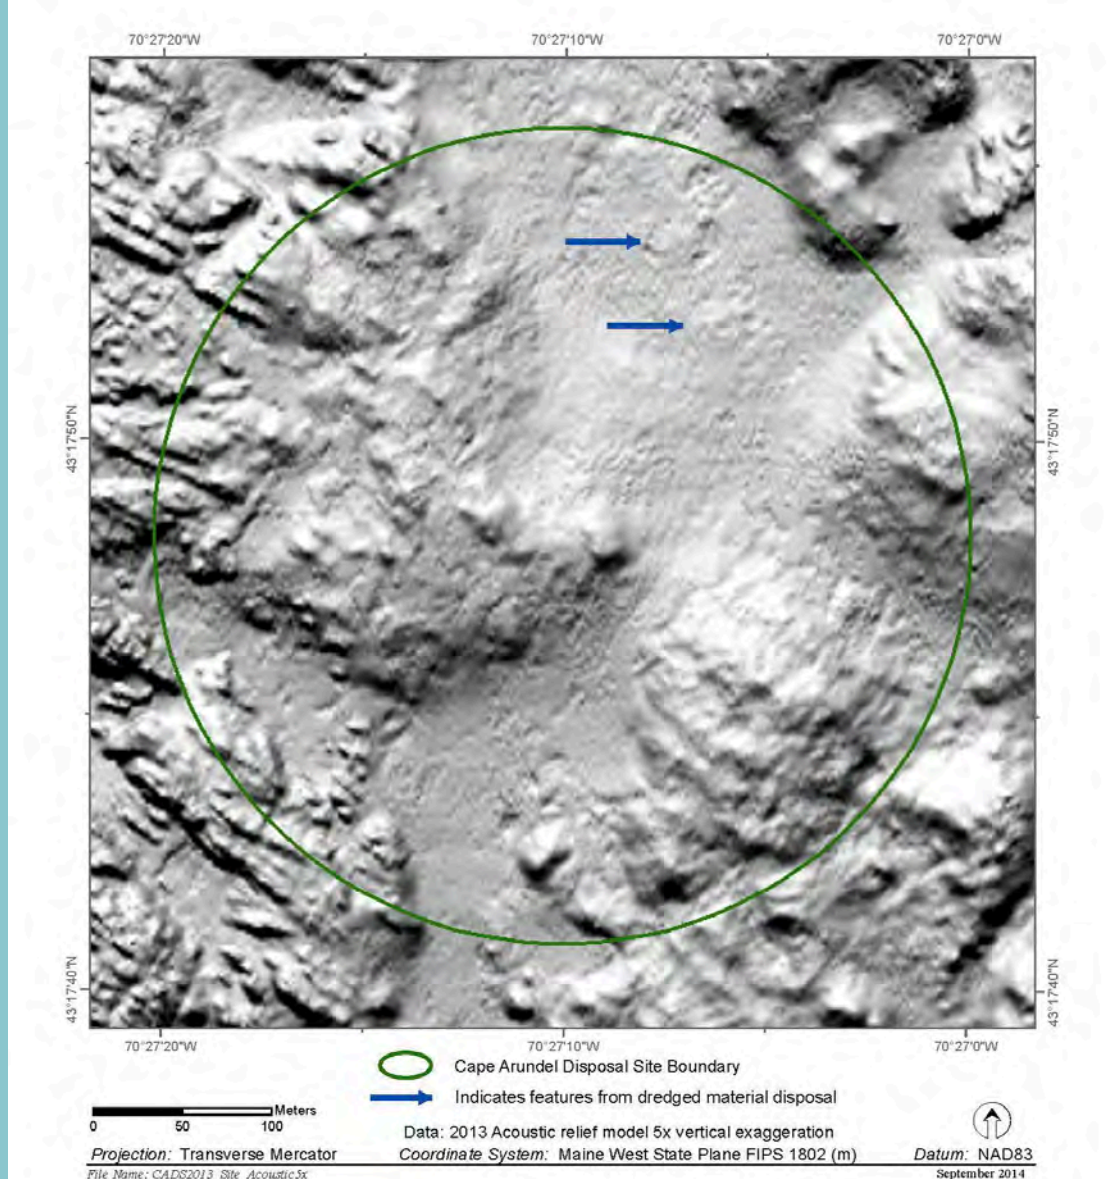 70°27'20"W 70°27'10"W 70°27'0"W
43°17'50"N 43°17'50"N
43°17'40"N 43°17'40"N
70°27'20"W 70°27'10"W 70°27'0"W
Cape Arundel Disposal Site Boundary
Indicates features from dredged material disposal
Meters
0 50 100
Data: 2013 Acoustic relief model 5x vertical exaggeration
Projection: Transverse Mercator Coordinate System: Maine West State Plane FIPS 1802 (m) Datum: NAD83
File Name: CADS2013_Site_Acoustic5x September 2014